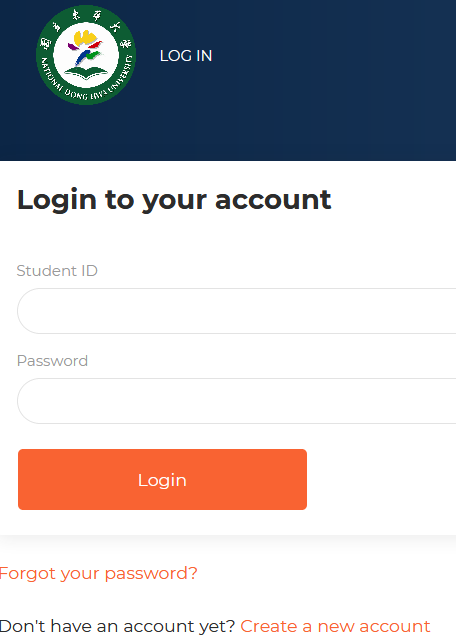 國立東華大學
NATIONAL DONG HWA UNIVERSITY
LOG IN
Login to your account
Student ID
Password
Login
Forgot your password?
Don't have an account yet? Create a new account